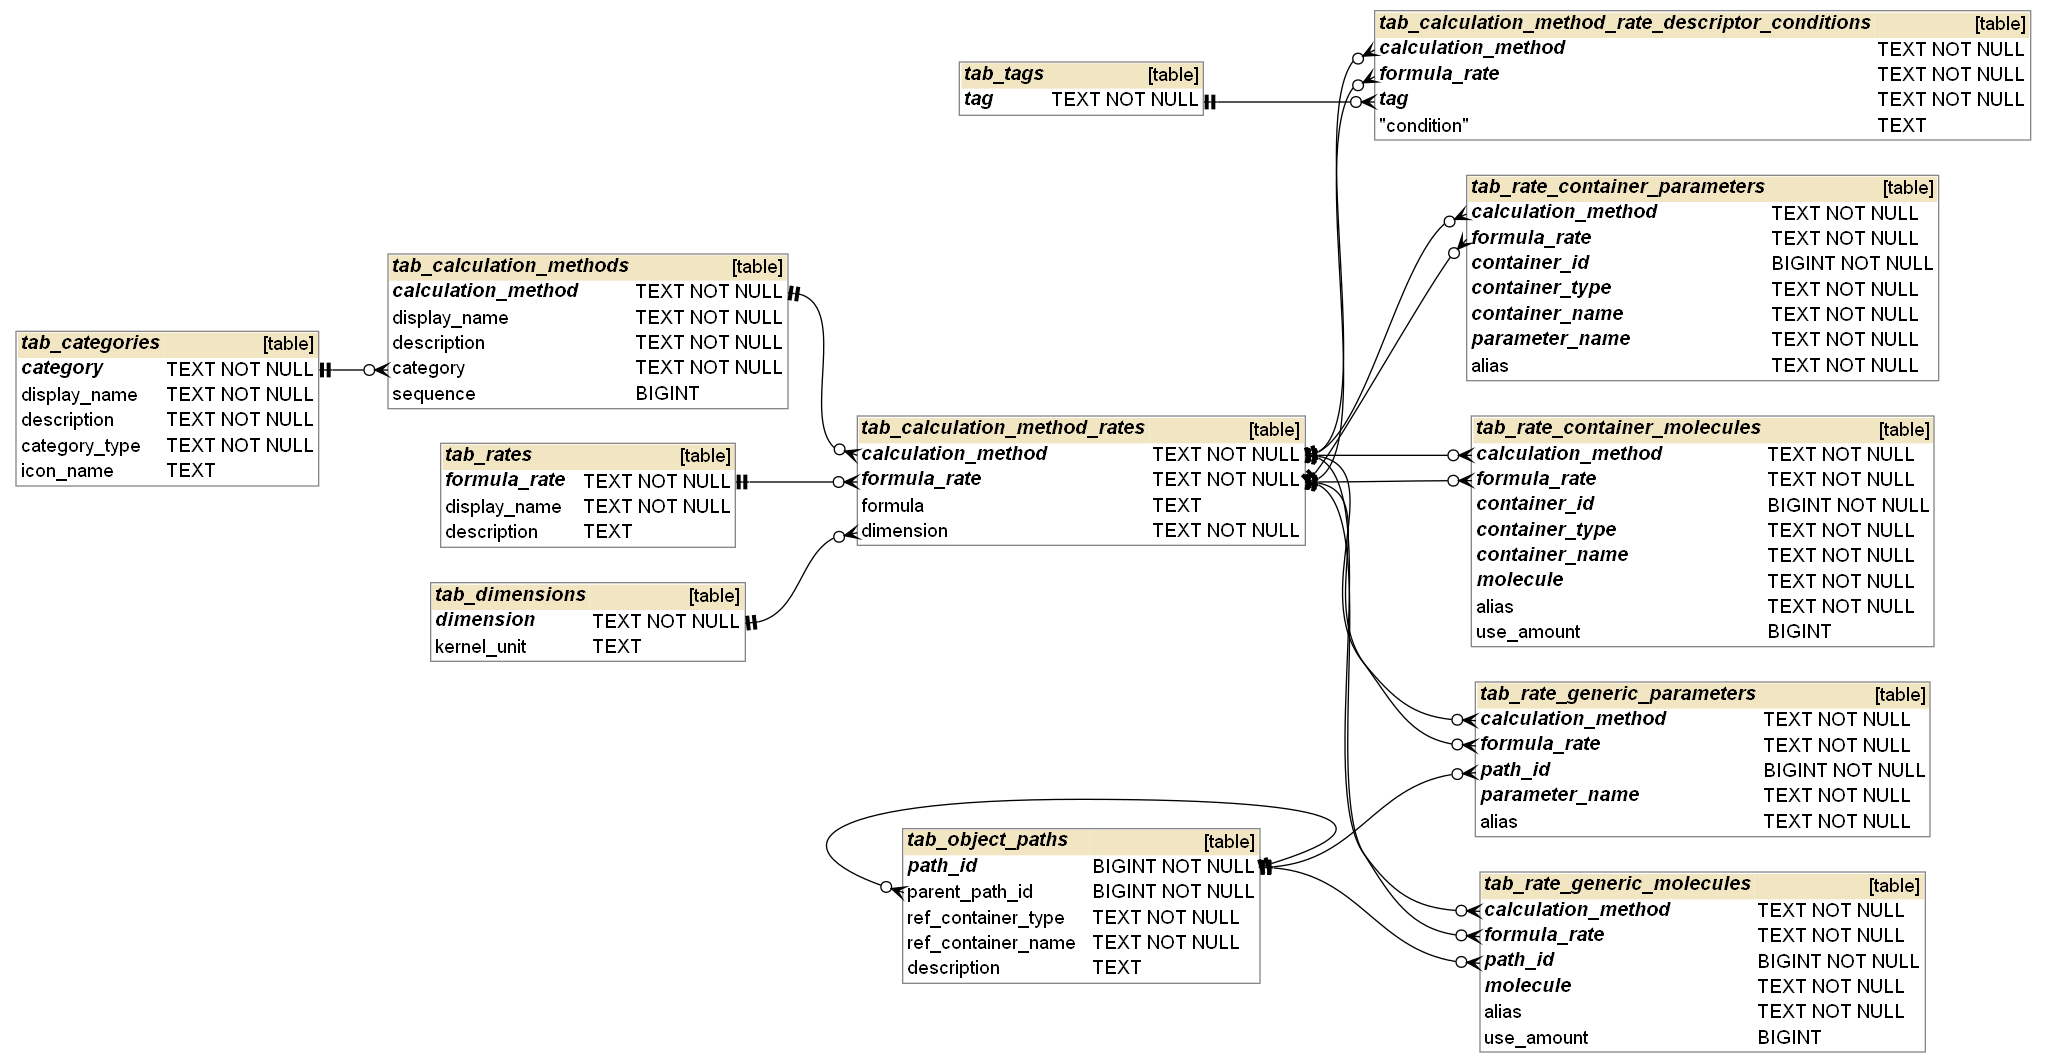 tab_calculation_method_rate_descriptor_conditions [table]
calculation_method TEXT NOT NULL
formula_rate TEXT NOT NULL
tag TEXT NOT NULL
"condition" TEXT
tab_tags [table]
tag TEXT NOT NULL
tab_rate_container_parameters [table]
calculation_method TEXT NOT NULL
formula_rate TEXT NOT NULL
container_id BIGINT NOT NULL
container_type TEXT NOT NULL
container_name TEXT NOT NULL
parameter_name TEXT NOT NULL
alias TEXT NOT NULL
tab_calculation_methods [table]
calculation_method TEXT NOT NULL
display_name TEXT NOT NULL
description TEXT NOT NULL
category TEXT NOT NULL
sequence BIGINT
tab_categories [table]
category TEXT NOT NULL
display_name TEXT NOT NULL
description TEXT NOT NULL
category_type TEXT NOT NULL
icon_name TEXT
tab_rates [table]
formula_rate TEXT NOT NULL
display_name TEXT NOT NULL
description TEXT
tab_dimensions [table]
dimension TEXT NOT NULL
kernel_unit TEXT
tab_calculation_method_rates [table]
calculation_method TEXT NOT NULL
formula_rate TEXT NOT NULL
formula TEXT
dimension TEXT NOT NULL
tab_rate_container_molecules [table]
calculation_method TEXT NOT NULL
formula_rate TEXT NOT NULL
container_id BIGINT NOT NULL
container_type TEXT NOT NULL
container_name TEXT NOT NULL
molecule TEXT NOT NULL
alias TEXT NOT NULL
use_amount BIGINT
tab_rate_generic_parameters [table]
calculation_method TEXT NOT NULL
formula_rate TEXT NOT NULL
path_id BIGINT NOT NULL
parameter_name TEXT NOT NULL
alias TEXT NOT NULL
tab_object_paths [table]
path_id BIGINT NOT NULL
parent_path_id BIGINT NOT NULL
ref_container_type TEXT NOT NULL
ref_container_name TEXT NOT NULL
description TEXT
tab_rate_generic_molecules [table]
calculation_method TEXT NOT NULL
formula_rate TEXT NOT NULL
path_id BIGINT NOT NULL
molecule TEXT NOT NULL
alias TEXT NOT NULL
use_amount BIGINT